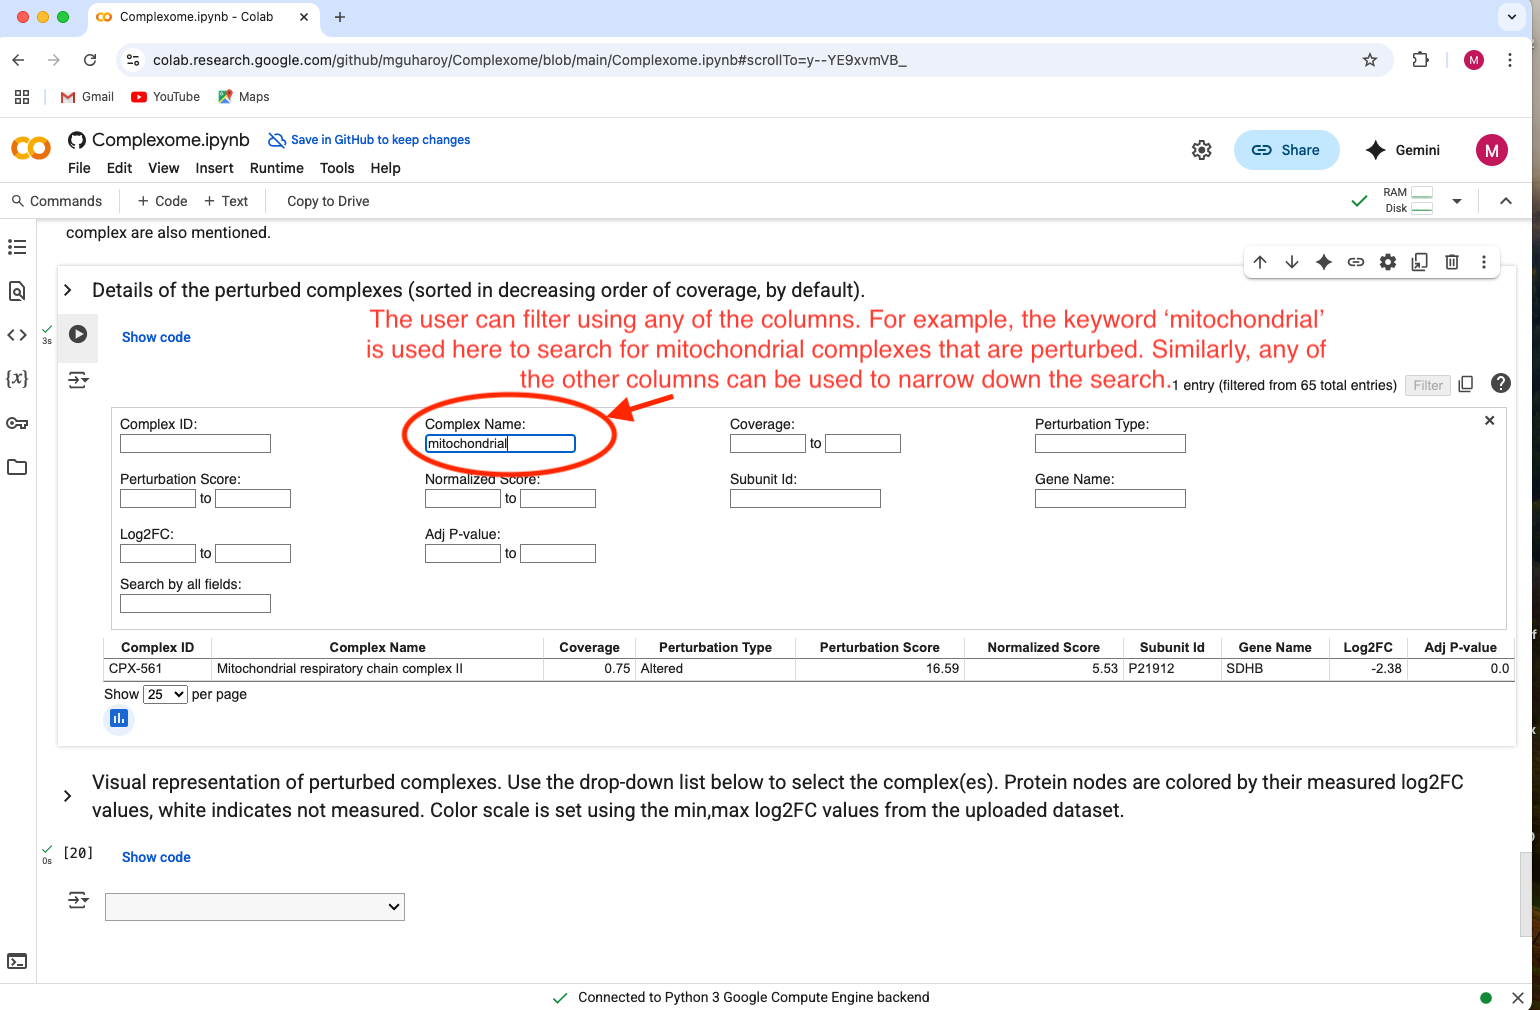 Complexome.ipynb - Colab
colab.research.google.com/github/mguharoy/Complexome/blob/main/Complexome.ipynb#scrollTo=y--YE9xvmVB_
M
Gmail YouTube Maps
Complexome.ipynb Save in GitHub to keep changes
File Edit View Insert Runtime Tools Help
Share Gemini M
Commands + Code + Text Copy to Drive
RAM
Disk
complex are also mentioned.
Details of the perturbed complexes (sorted in decreasing order of coverage, by default).
3s
Show code
The user can filter using any of the columns. For example, the keyword ‘mitochondrial’
is used here to search for mitochondrial complexes that are perturbed. Similarly, any of
the other columns can be used to narrow down the search.
1 entry (filtered from 65 total entries) Filter
Complex ID: Complex Name: Coverage: Perturbation Type:
mitochondrial to
Perturbation Score: Normalized Score: Subunit Id: Gene Name:
to to
Log2FC: Adj P-value:
to to
Search by all fields:
Complex ID Complex Name Coverage Perturbation Type Perturbation Score Normalized Score Subunit Id Gene Name Log2FC Adj P-value
CPX-561 Mitochondrial respiratory chain complex II 0.75 Altered 16.59 5.53 P21912 SDHB -2.38 0.0
Show 25 per page
Visual representation of perturbed complexes. Use the drop-down list below to select the complex(es). Protein nodes are colored by their measured log2FC
values, white indicates not measured. Color scale is set using the min,max log2FC values from the uploaded dataset.
0s
[20] Show code
Connected to Python 3 Google Compute Engine backend